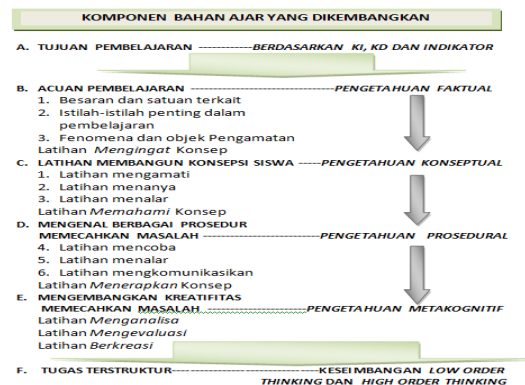 KOMPONEN BAHAN AJAR YANG DIKEMBANGKAN
A. TUJUAN PEMBELAJARAN ------------BERDASARKAN KI, KD DAN INDIKATOR
B. ACUAN PEMBELAJARAN --------------------------------PENGETAHUAN FAKTUAL
1. Besaran dan satuan terkait
2. Istilah-istilah penting dalam
pembelajaran
3. Fenomena dan objek Pengamatan
Latihan Mengingat Konsep
C. LATIHAN MEMBANGUN KONSEPSI SISWA -----PENGETAHUAN KONSEPTUAL
1. Latihan mengamati
2. Latihan menanya
3. Latihan menalar
Latihan Memahami Konsep
D. MENGENAL BERBAGAI PROSEDUR
MEMECAHKAN MASALAH --------------------------PENGETAHUAN PROSEDURAL
4. Latihan mencoba
5. Latihan menalar
6. Latihan mengkomunikasikan
Latihan Menerapkan Konsep
E. MENGEMBANGKAN KREATIFITAS
MEMECAHKAN MASALAH ----------------------PENGETAHUAN METAKOGNITIF
Latihan Menganalisa
Latihan Mengevaluasi
Latihan Berkreasi
F. TUGAS TERSTRUKTUR---------------------------------KESEIMBANGAN LOW ORDER
THINKING DAN HIGH ORDER THINKING